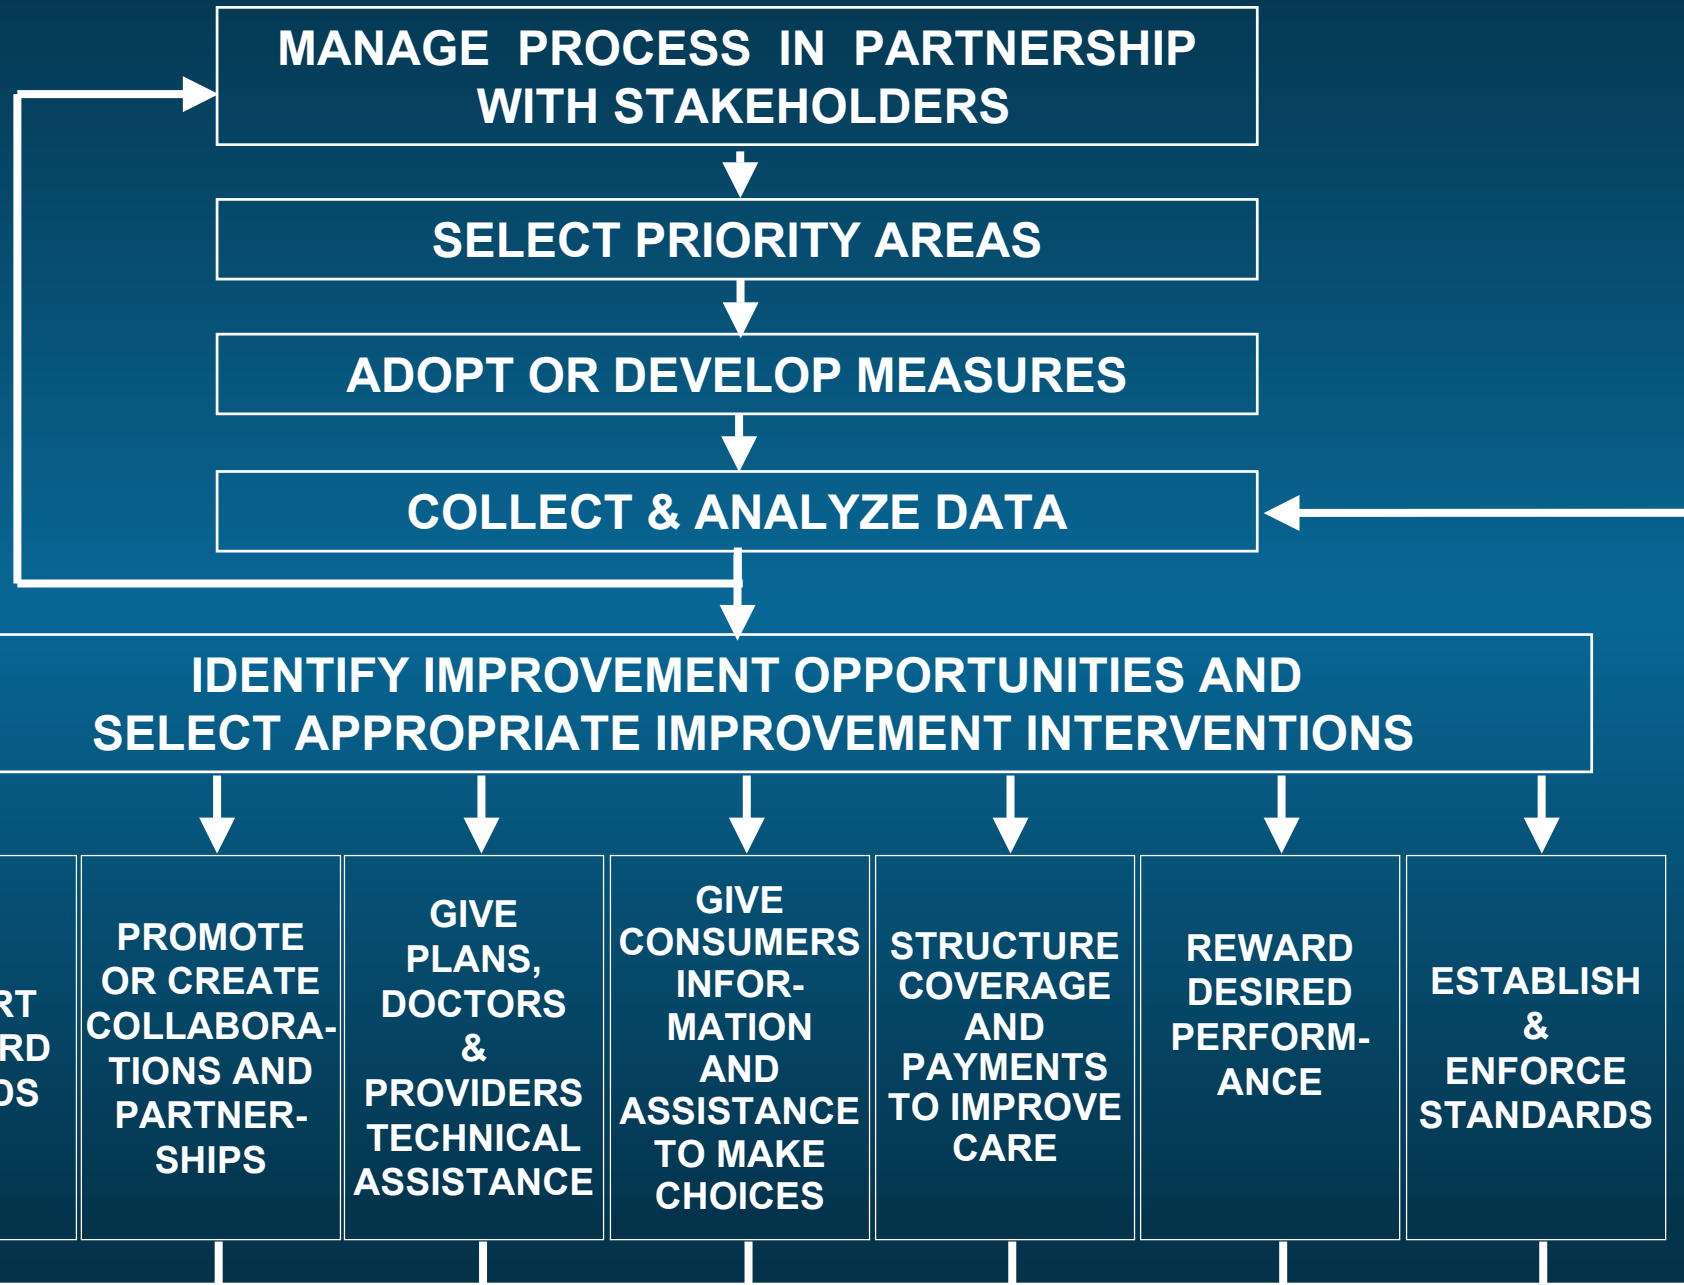 MANAGE PROCESS IN PARTNERSHIP
WITH STAKEHOLDERS
SELECT PRIORITY AREAS
ADOPT OR DEVELOP MEASURES
COLLECT & ANALYZE DATA
IDENTIFY IMPROVEMENT OPPORTUNITIES AND
SELECT APPROPRIATE IMPROVEMENT INTERVENTIONS
PROMOTE
OR CREATE
COLLABORA-
TIONS AND
PARTNER-
SHIPS
GIVE
PLANS,
DOCTORS
&
PROVIDERS
TECHNICAL
ASSISTANCE
GIVE
CONSUMERS
INFOR-
MATION
AND
ASSISTANCE
TO MAKE
CHOICES
STRUCTURE
COVERAGE
AND
PAYMENTS
TO IMPROVE
CARE
REWARD
DESIRED
PERFORM-
ANCE
ESTABLISH
&
ENFORCE
STANDARDS